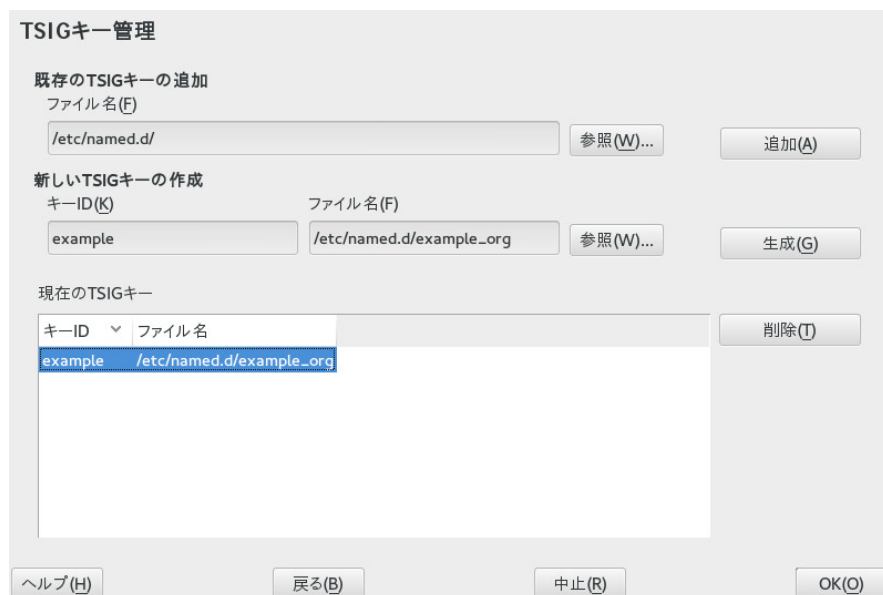 TSIGキー管理
既存のTSIGキーの追加
ファイル名(F)
/etc/named.d/
参照(W)...
追加(A)
新しいTSIGキーの作成
キーID(K)
ファイル名(F)
example
/etc/named.d/example_org
参照(W)...
生成(G)
現在のTSIGキー
キーID
ファイル名
削除(T)
example
/etc/named.d/example_org
ヘルプ(H)
戻る(B)
中止(R)
OK(O)